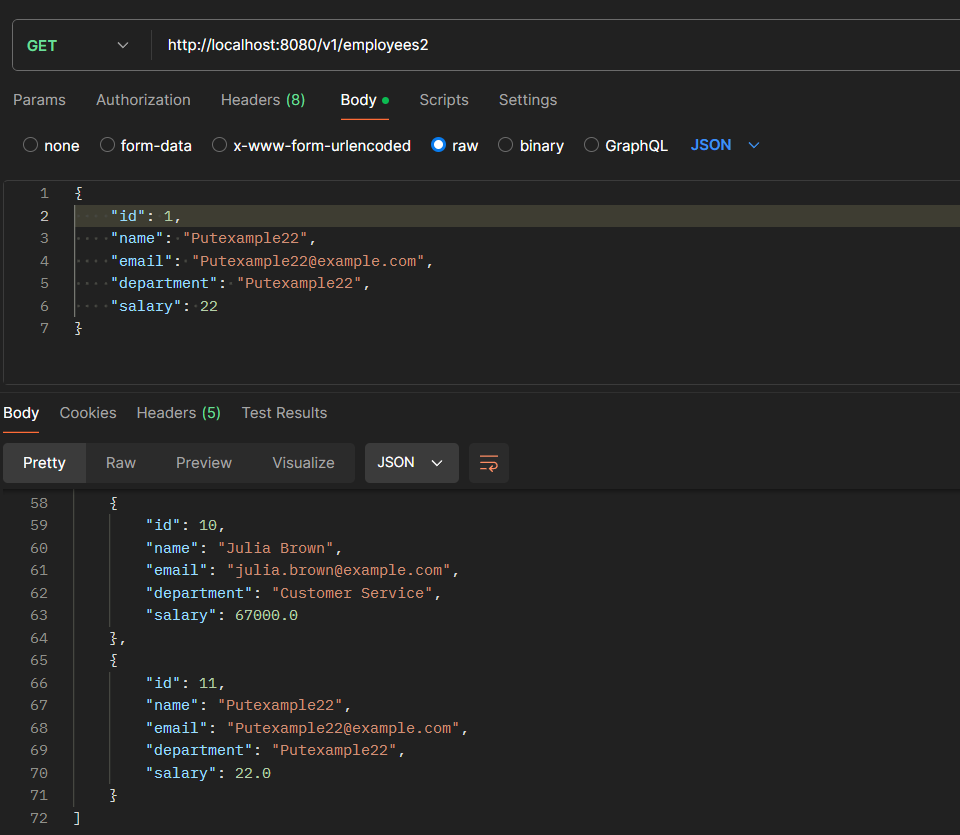 GET http://localhost:8080/v1/employees2
Params Authorization Headers (8) Body Scripts Settings
none form-data x-www-form-urlencoded raw binary GraphQL JSON
1 {
2 "id": 1,
3 "name": "Putexample22",
4 "email": "Putexample22@example.com",
5 "department": "Putexample22",
6 "salary": 22
7 }
Body Cookies Headers (5) Test Results
Pretty Raw Preview Visualize JSON
58 {
59 "id": 10,
60 "name": "Julia Brown",
61 "email": "julia.brown@example.com",
62 "department": "Customer Service",
63 "salary": 67000.0
64 },
65 {
66 "id": 11,
67 "name": "Putexample22",
68 "email": "Putexample22@example.com",
69 "department": "Putexample22",
70 "salary": 22.0
71 }
72 ]